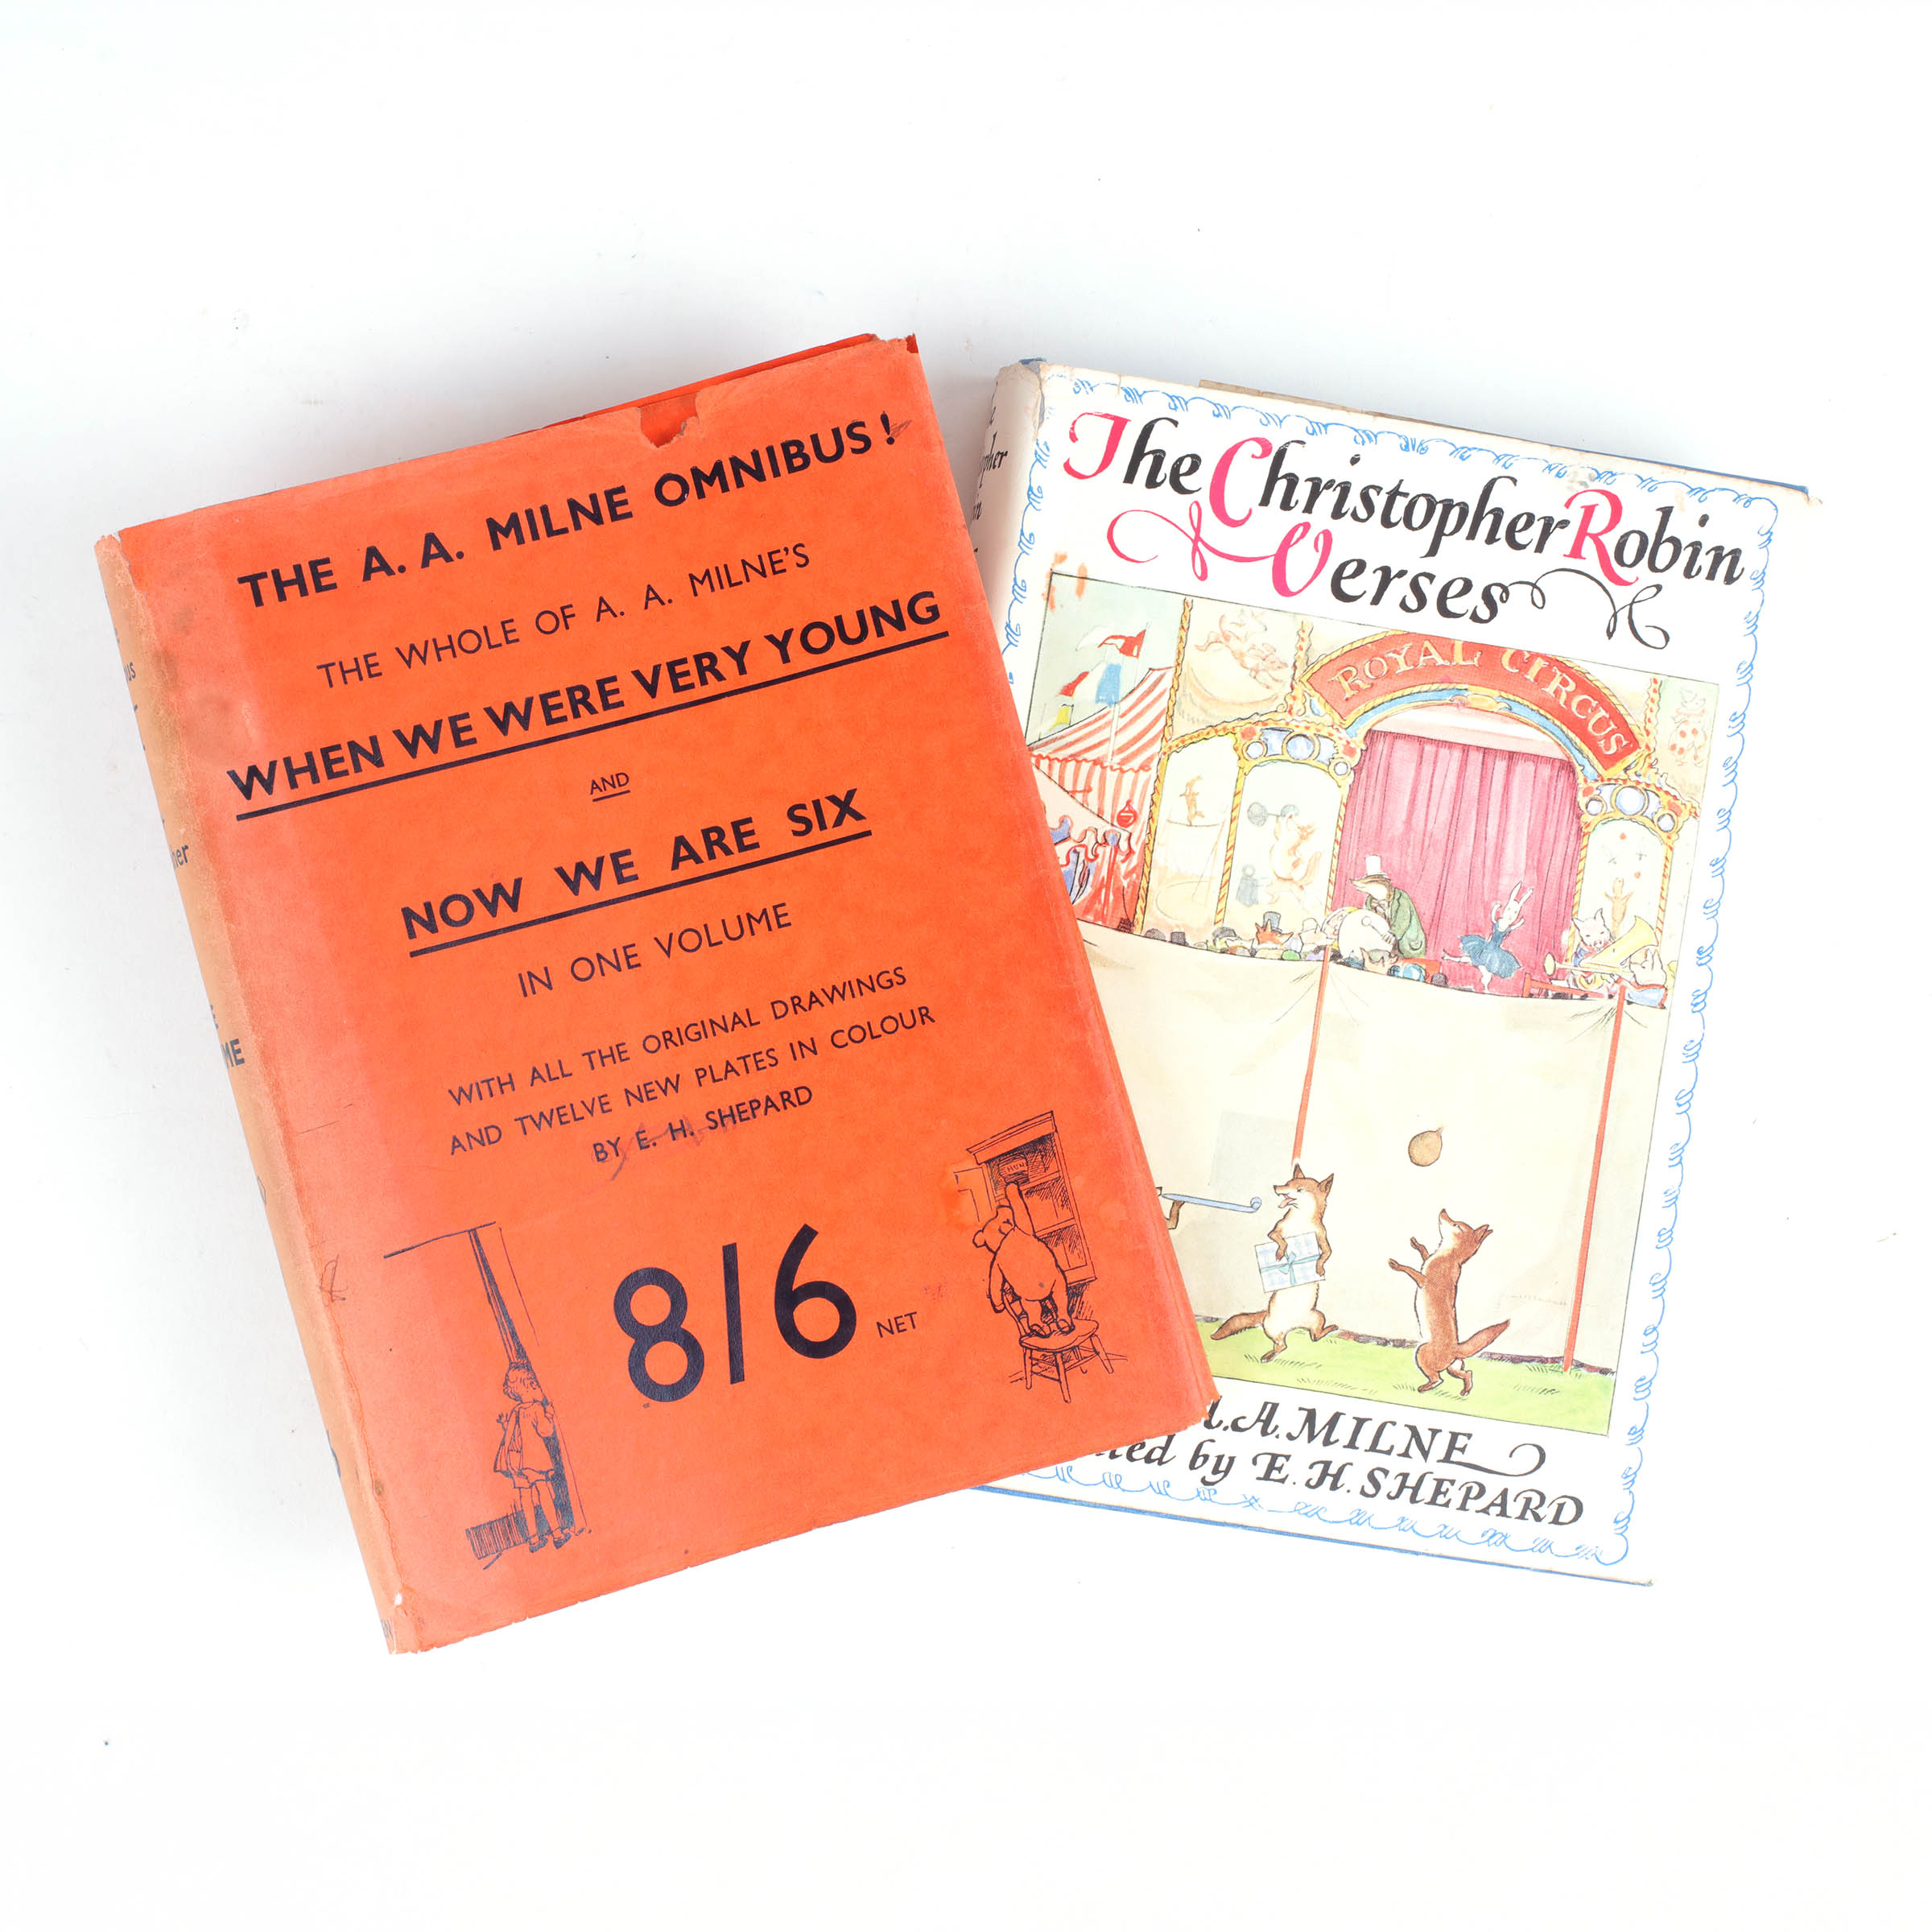 THE A. A. MILNE OMNIBUS!
THE WHOLE OF A. A. MILNE'S
WHEN WE WERE VERY YOUNG
AND
NOW WE ARE SIX
IN ONE VOLUME
WITH ALL THE ORIGINAL DRAWINGS
AND TWELVE NEW PLATES IN COLOUR
BY E. H. SHEPARD
8/6 NET
The Christopher Robin
Verses
ROYAL CIRCUS
A. A. MILNE
by E. H. SHEPARD